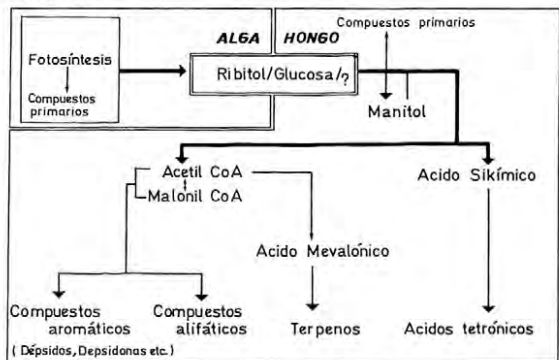 ALGA HONGO
Compuestos primarios
Fotosíntesis
Compuestos
primarios
Ribitol/Glucosa/?
Manitol
Acetil CoA
Malonil CoA
Acido Sikímico
Acido Mevalónico
Compuestos
aromáticos
(Dépsidos, Depsidonas etc.)
Compuestos
alifáticos
Terpenos
Acidos tetrónicos